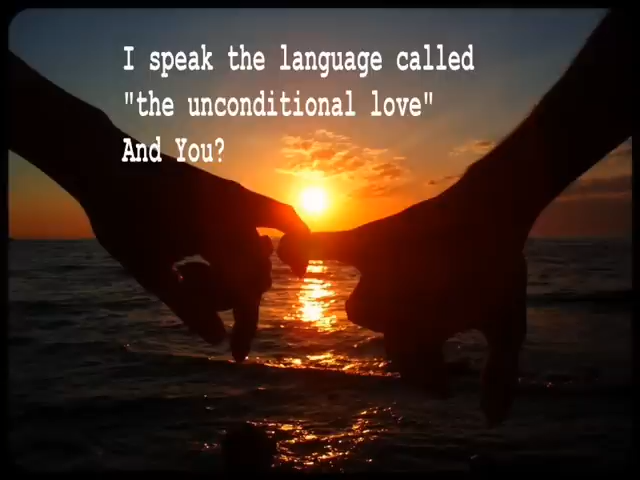 I speak the language called
"the unconditional love"
And You?